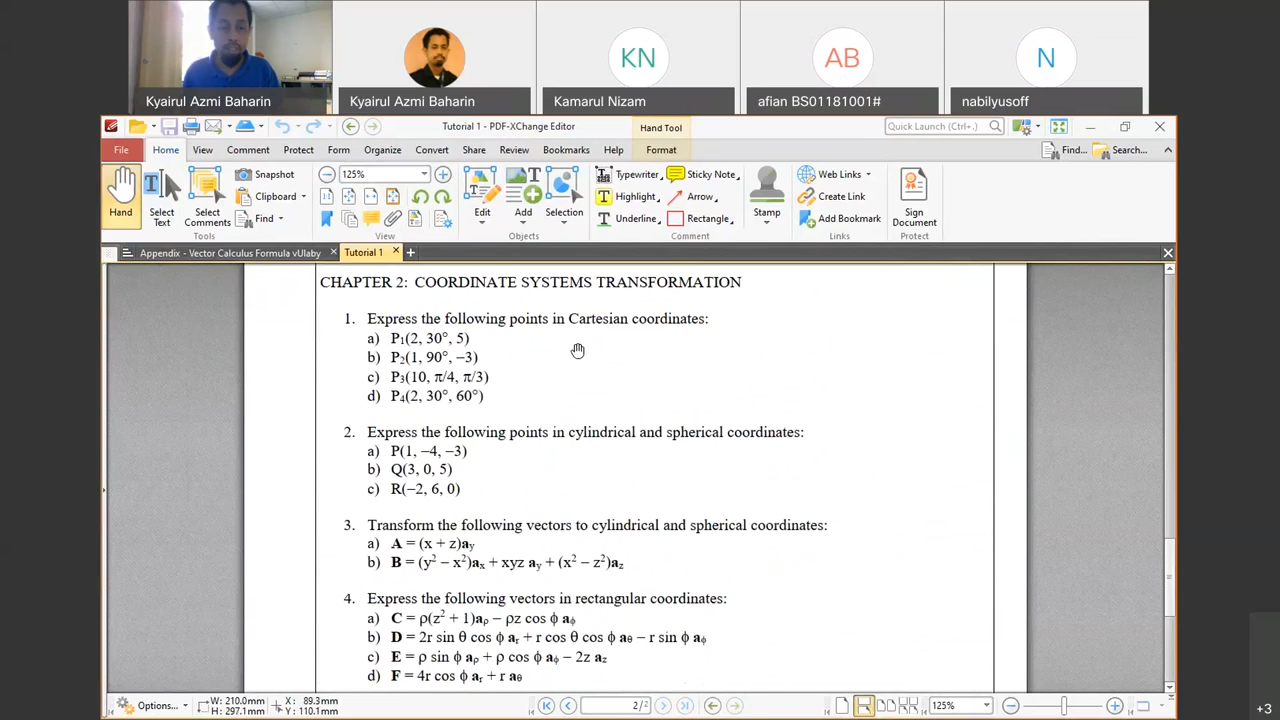 KN
AB
N
Kyairul Azmi Baharin
Kyairul Azmi Baharin
Kamarul Nizam
afian BS01181001#
nabilyusoff
Tutorial 1 - PDF-XChange Editor
Hand Tool
Quick Launch (Ctrl+.)
File
Home
View
Comment
Protect
Form
Organize
Convert
Share
Review
Bookmarks
Help
Format
Find...
Search...
Hand
Select Text
Select Comments
Snapshot
Clipboard
Find
Tools
125%
View
Edit
Add
Selection
Objects
Typewriter
Highlight
Underline
Sticky Note
Arrow
Rectangle
Comment
Stamp
Web Links
Create Link
Add Bookmark
Links
Sign Document
Protect
Appendix - Vector Calculus Formula vUlaby
Tutorial 1
CHAPTER 2: COORDINATE SYSTEMS TRANSFORMATION
1. Express the following points in Cartesian coordinates:
a) P₁(2, 30°, 5)
b) P₂(1, 90°, −3)
c) P₃(10, π/4, π/3)
d) P₄(2, 30°, 60°)
2. Express the following points in cylindrical and spherical coordinates:
a) P(1, −4, −3)
b) Q(3, 0, 5)
c) R(−2, 6, 0)
3. Transform the following vectors to cylindrical and spherical coordinates:
a) A = (x + z)aᵧ
b) B = (y² − x²)aₓ + xyz aᵧ + (x² − z²)a_z
4. Express the following vectors in rectangular coordinates:
a) C = ρ(z² + 1)aρ − ρz cos ϕ aϕ
b) D = 2r sin θ cos ϕ aᵣ + r cos θ cos ϕ aθ − r sin ϕ aϕ
c) E = ρ sin ϕ aρ + ρ cos ϕ aϕ − 2z a_z
d) F = 4r cos ϕ aᵣ + r aθ
Options...
W: 210.0mm
H: 297.1mm
X: 89.3mm
Y: 110.1mm
2/2
125%
+3